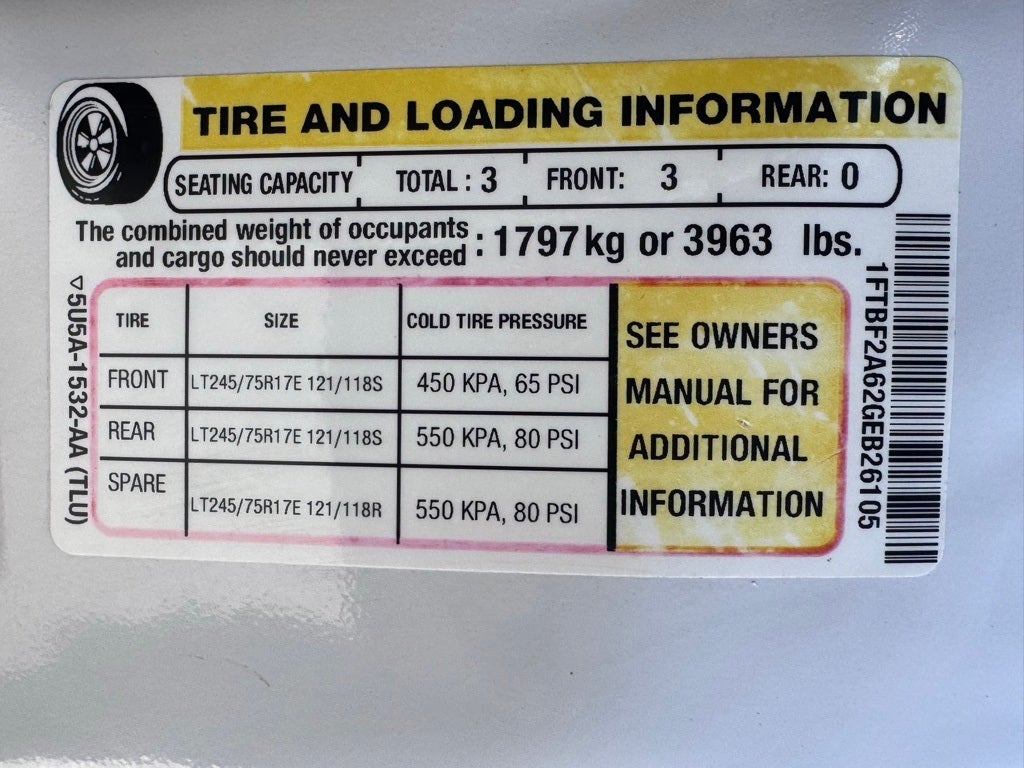 TIRE AND LOADING INFORMATION
SEATING CAPACITY TOTAL : 3 FRONT: 3 REAR: 0
The combined weight of occupants
and cargo should never exceed : 1797 kg or 3963 lbs.
TIRE SIZE COLD TIRE PRESSURE
FRONT LT245/75R17E 121/118S 450 KPA, 65 PSI
REAR LT245/75R17E 121/118S 550 KPA, 80 PSI
SPARE LT245/75R17E 121/118R 550 KPA, 80 PSI
SEE OWNERS
MANUAL FOR
ADDITIONAL
INFORMATION
5U5A-1532-AA (TLU)
1FTBF2A62GEB26105